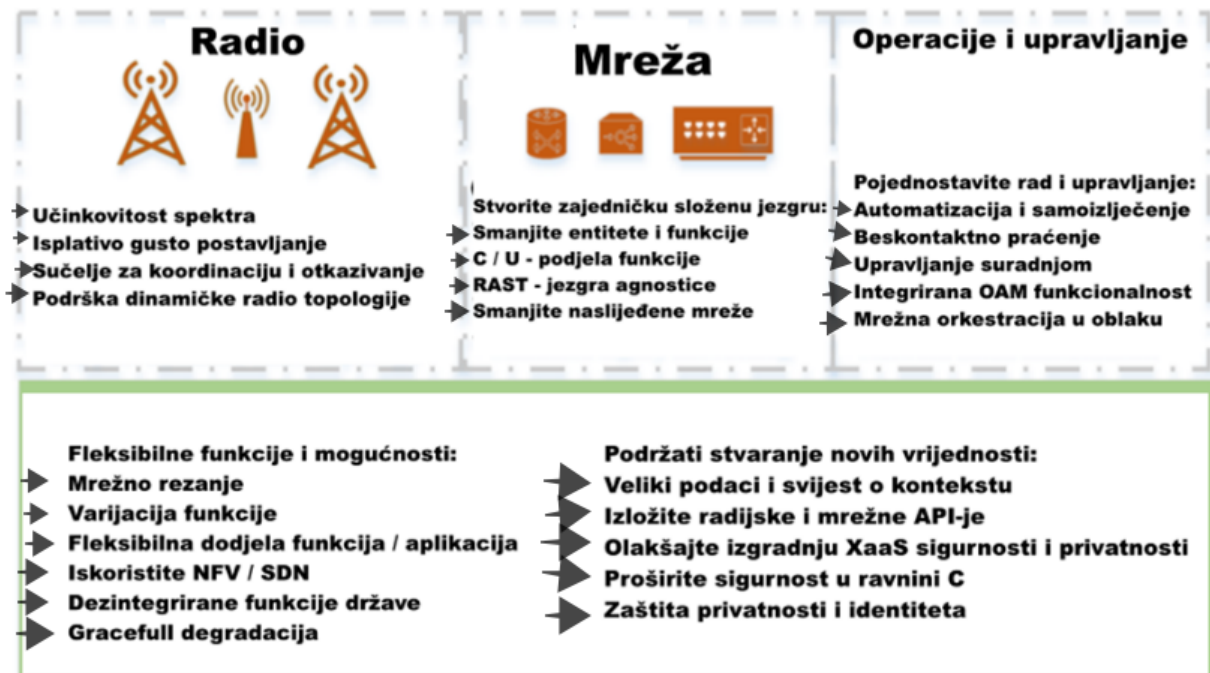 Radio
Učinkovitost spektra
Isplativo gusto postavljanje
Sučelje za koordinaciju i otkazivanje
Podrška dinamičke radio topologije
Mreža
Stvorite zajedničku složenu jezgru:
Smanjite entitete i funkcije
C / U - podjela funkcije
RAST - jezgra agnostice
Smanjite naslijeđene mreže
Operacije i upravljanje
Pojednostavite rad i upravljanje:
Automatizacija i samoizlječenje
Beskontaktno praćenje
Upravljanje suradnjom
Integrirana OAM funkcionalnost
Mrežna orkestracija u oblaku
Fleksibilne funkcije i mogućnosti:
Mrežno rezanje
Varijacija funkcije
Fleksibilna dodjela funkcija / aplikacija
Iskoristite NFV / SDN
Dezintegrirane funkcije države
Gracefull degradacija
Podržati stvaranje novih vrijednosti:
Veliki podaci i svijest o kontekstu
Izložite radijske i mrežne API-je
Olakšajte izgradnju XaaS sigurnosti i privatnosti
Proširite sigurnost u ravnini C
Zaštita privatnosti i identiteta